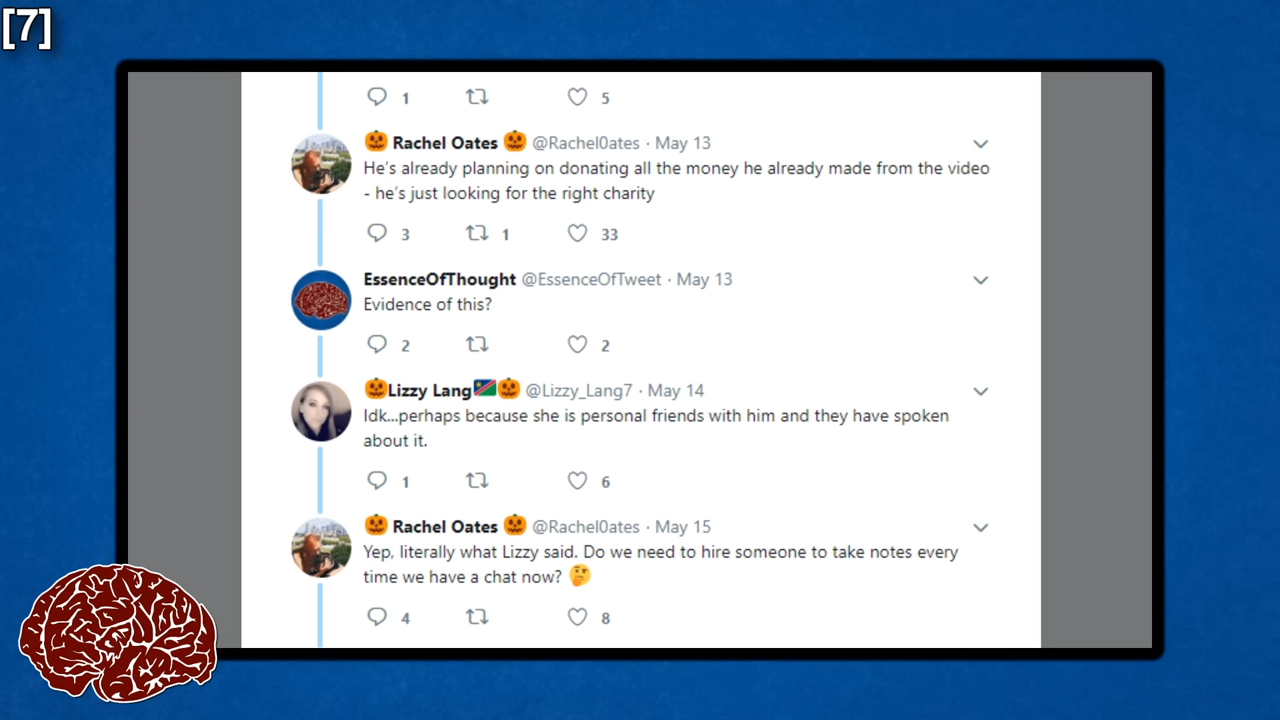 [7]
1 5
🎃 Rachel Oates 🎃 @Rachel0ates · May 13
He's already planning on donating all the money he already made from the video
- he's just looking for the right charity
3 1 33
EssenceOfThought @EssenceOfTweet · May 13
Evidence of this?
2 2
🎃Lizzy Lang🇳🇦🎃 @Lizzy_Lang7 · May 14
Idk...perhaps because she is personal friends with him and they have spoken
about it.
1 6
🎃 Rachel Oates 🎃 @Rachel0ates · May 15
Yep, literally what Lizzy said. Do we need to hire someone to take notes every
time we have a chat now? 🤔
4 8